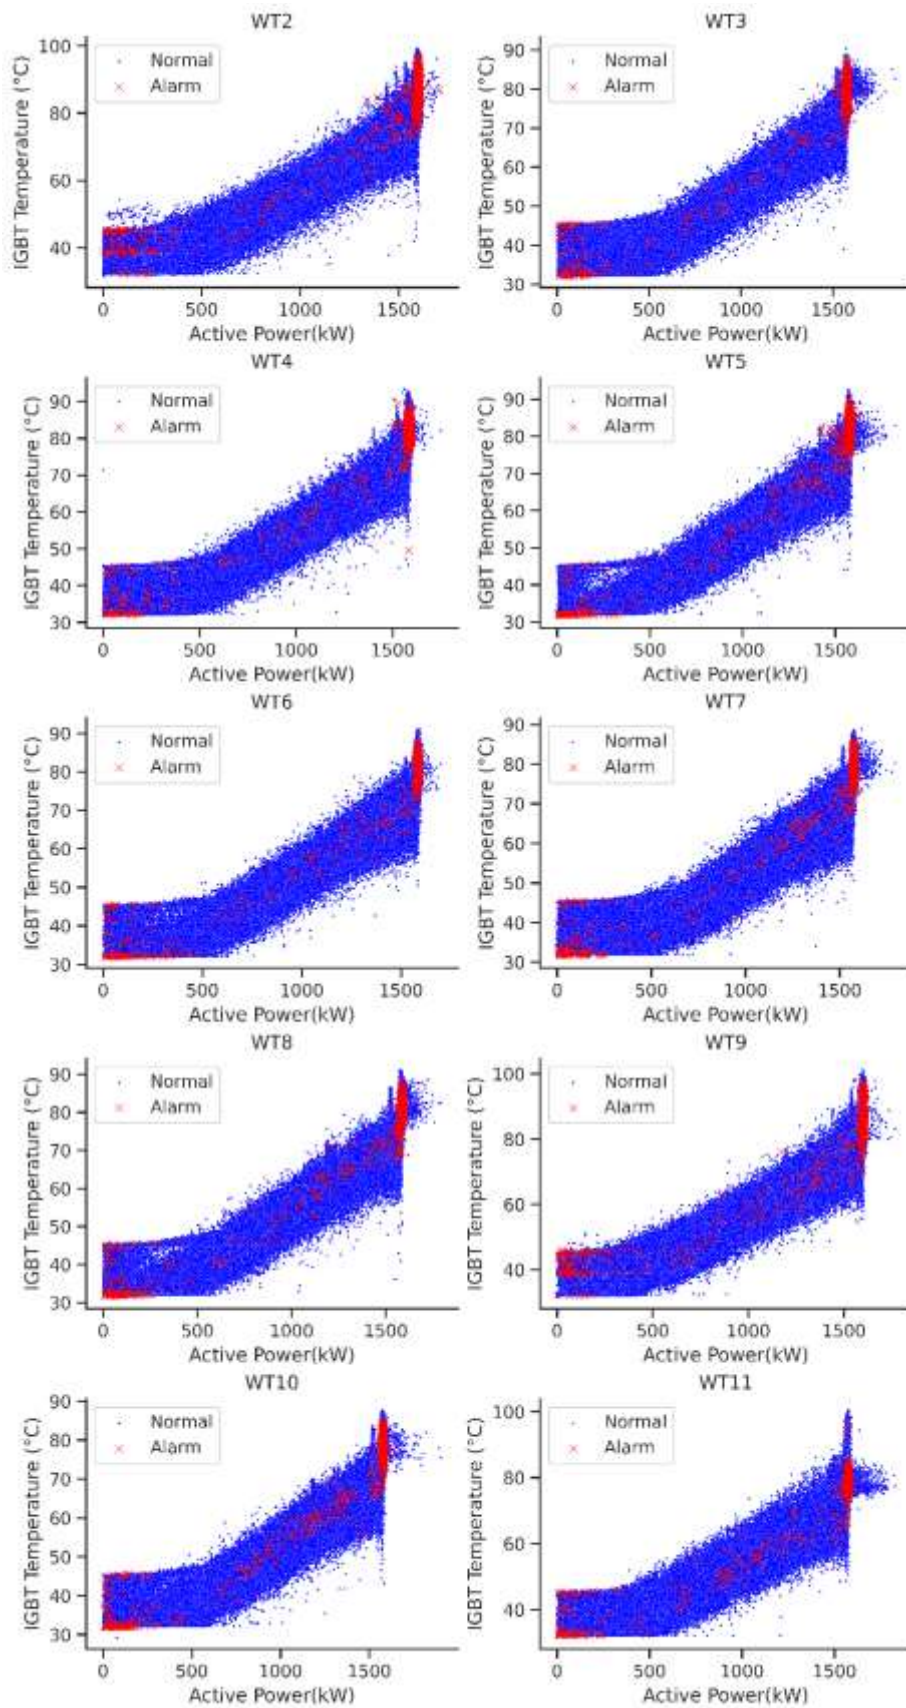 WT2
IGBT Temperature (°C)
100
80
60
40
Normal
Alarm
0 500 1000 1500
Active Power(kW)
WT3
IGBT Temperature (°C)
90
80
70
60
50
40
30
Normal
Alarm
0 500 1000 1500
Active Power(kW)
WT4
IGBT Temperature (°C)
90
80
70
60
50
40
30
Normal
Alarm
0 500 1000 1500
Active Power(kW)
WT5
IGBT Temperature (°C)
90
80
70
60
50
40
30
Normal
Alarm
0 500 1000 1500
Active Power(kW)
WT6
IGBT Temperature (°C)
90
80
70
60
50
40
30
Normal
Alarm
0 500 1000 1500
Active Power(kW)
WT7
IGBT Temperature (°C)
90
80
70
60
50
40
30
Normal
Alarm
0 500 1000 1500
Active Power(kW)
WT8
IGBT Temperature (°C)
90
80
70
60
50
40
30
Normal
Alarm
0 500 1000 1500
Active Power(kW)
WT9
IGBT Temperature (°C)
100
80
60
40
Normal
Alarm
0 500 1000 1500
Active Power(kW)
WT10
IGBT Temperature (°C)
90
80
70
60
50
40
30
Normal
Alarm
0 500 1000 1500
Active Power(kW)
WT11
IGBT Temperature (°C)
100
80
60
40
Normal
Alarm
0 500 1000 1500
Active Power(kW)